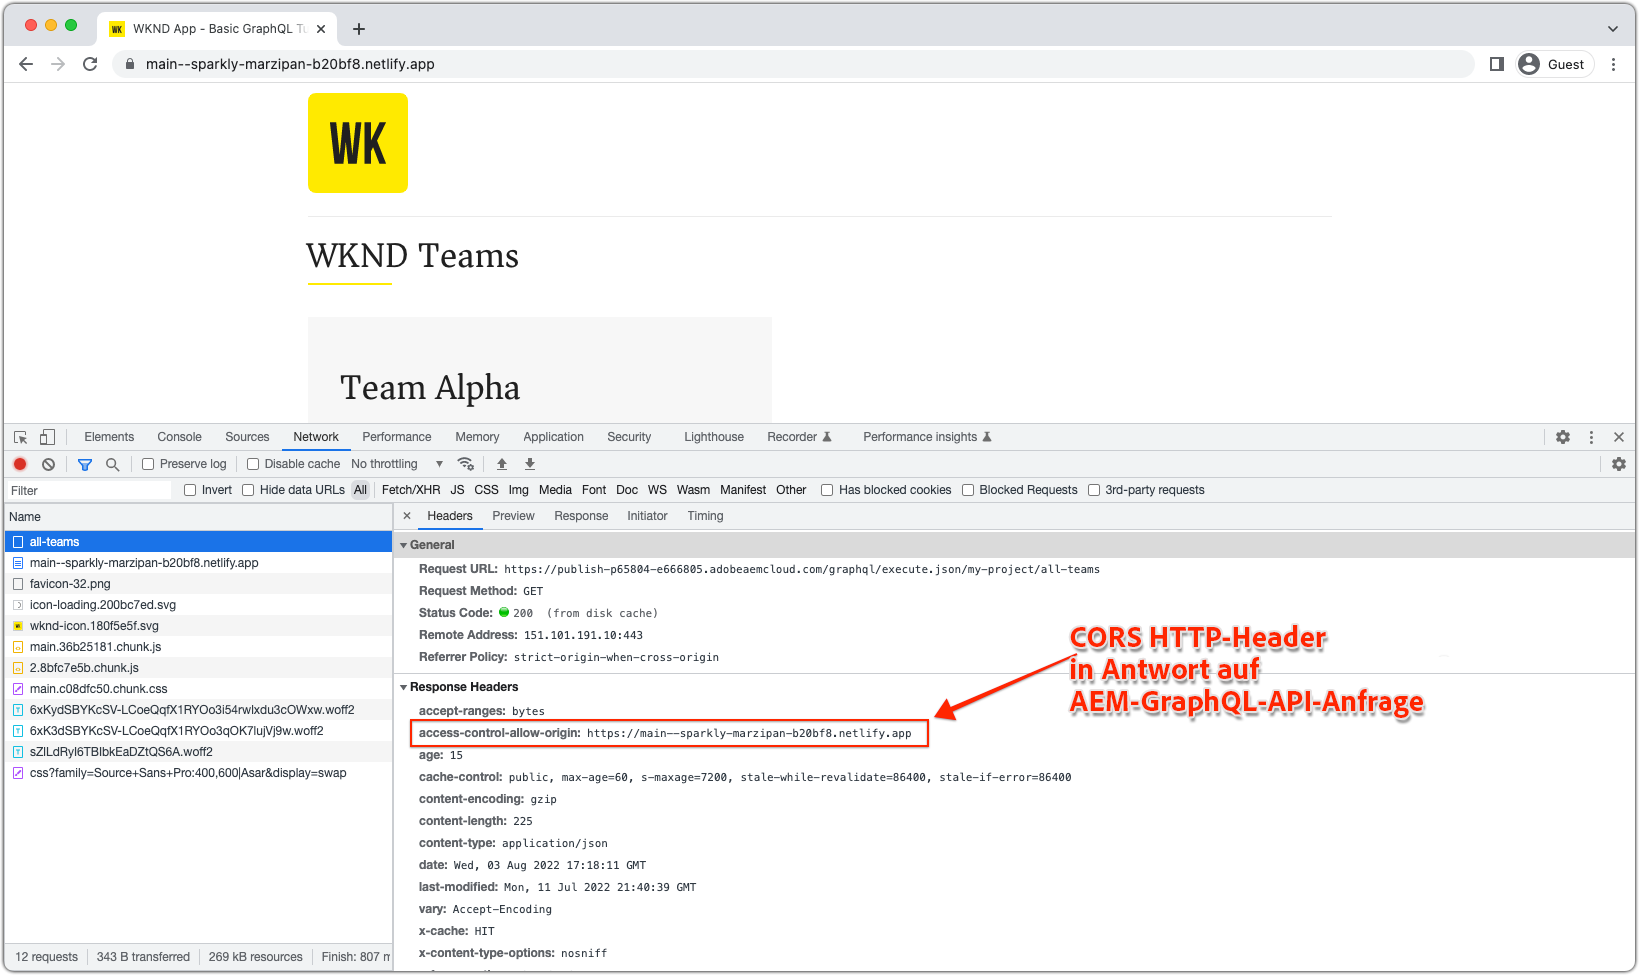 WK WKND App - Basic GraphQL Tu
main--sparkly-marzipan-b20bf8.netlify.app
Guest
WK
WKND Teams
Team Alpha
Elements Console Sources Network Performance Memory Application Security Lighthouse Recorder Performance insights
Preserve log Disable cache No throttling
Filter Invert Hide data URLs All Fetch/XHR JS CSS Img Media Font Doc WS Wasm Manifest Other Has blocked cookies Blocked Requests 3rd-party requests
Name
all-teams
main--sparkly-marzipan-b20bf8.netlify.app
favicon-32.png
icon-loading.200bc7ed.svg
wknd-icon.180f5e5f.svg
main.36b25181.chunk.js
2.8bfc7e5b.chunk.js
main.c08dfc50.chunk.css
6xKydSBYKcSV-LCoeQqfX1RYOo3i54rwlxdu3cOWxw.woff2
6xK3dSBYKcSV-LCoeQqfX1RYOo3qOK7lujVj9w.woff2
sZlLdRyI6TBIbkEaDZtQS6A.woff2
css?family=Source+Sans+Pro:400,600|Asar&display=swap
12 requests 343 B transferred 269 kB resources Finish: 807 m
Headers Preview Response Initiator Timing
General
Request URL: https://publish-p65804-e666805.adobeaemcloud.com/graphql/execute.json/my-project/all-teams
Request Method: GET
Status Code: 200 (from disk cache)
Remote Address: 151.101.191.10:443
Referrer Policy: strict-origin-when-cross-origin
CORS HTTP-Header
in Antwort auf
AEM-GraphQL-API-Anfrage
Response Headers
accept-ranges: bytes
access-control-allow-origin: https://main--sparkly-marzipan-b20bf8.netlify.app
age: 15
cache-control: public, max-age=60, s-maxage=7200, stale-while-revalidate=86400, stale-if-error=86400
content-encoding: gzip
content-length: 225
content-type: application/json
date: Wed, 03 Aug 2022 17:18:11 GMT
last-modified: Mon, 11 Jul 2022 21:40:39 GMT
vary: Accept-Encoding
x-cache: HIT
x-content-type-options: nosniff